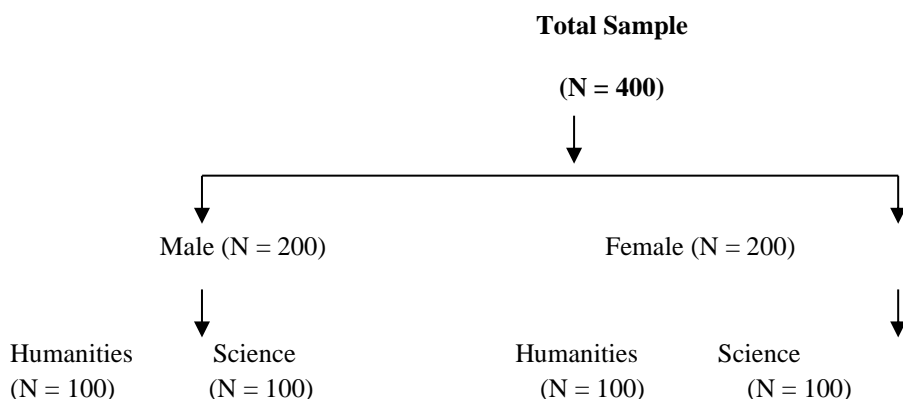 Total Sample
(N = 400)
Male (N = 200) Female (N = 200)
Humanities Science Humanities Science
(N = 100) (N = 100) (N = 100) (N = 100)